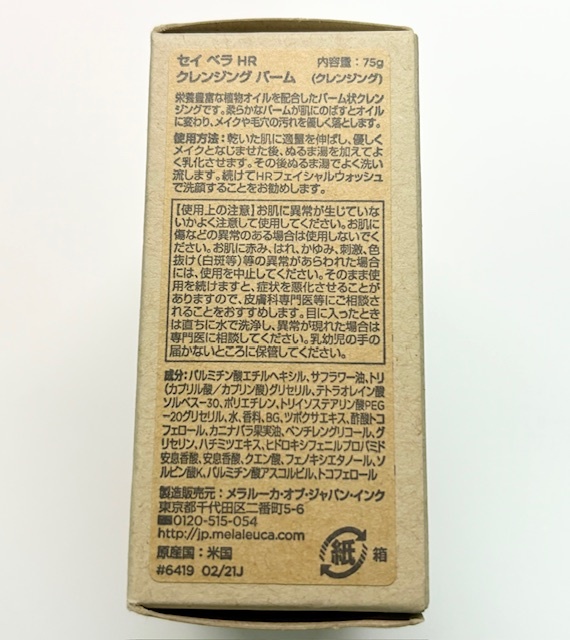 セイ ベラ HR 内容量：75g
クレンジング バーム (クレンジング)
栄養豊富な植物オイルを配合したバーム状クレン
ジングです。柔らかなバームが肌にのばすとオイル
に変わり、メイクや毛穴の汚れを優しく落とします。
使用方法：乾いた肌に適量を伸ばし、優しく
メイクとなじませた後、ぬるま湯を加えてよ
く乳化させます。その後ぬるま湯でよく洗い
流します。続けてHRフェイシャルウォッシュ
で洗顔することをお勧めします。
【使用上の注意】お肌に異常が生じていな
いかよく注意して使用してください。お肌に
傷などの異常のある場合は使用しないでく
ださい。お肌に赤み、はれ、かゆみ、刺激、色
抜け(白斑等)等の異常があらわれた場合
には、使用を中止してください。そのまま使用
を続けますと、症状を悪化させることがあ
りますので、皮膚科専門医等にご相談さ
れることをおすすめします。目に入ったとき
は直ちに水で洗浄し、異常が現れた場合は
専門医に相談してください。乳幼児の手の
届かないところに保管してください。
成分：パルミチン酸エチルヘキシル、サフラワー油、トリ
(カプリル酸/カプリン酸)グリセリル、テトラオレイン酸
ソルベス-30、ポリエチレン、トリイソステアリン酸PEG
-20グリセリル、水、香料、BG、ツボクサエキス、酢酸トコ
フェロール、カニナバラ果実油、ペンチレングリコール、グ
リセリン、ハチミツエキス、ヒドロキシフェニルプロパミド
安息香酸、安息香酸、クエン酸、フェノキシエタノール、ソ
ルビン酸K、パルミチン酸アスコルビル、トコフェロール
製造販売元：メラルーカ・オブ・ジャパン・インク
東京都千代田区二番町5-6
0120-515-054
http://jp.melaleuca.com
原産国：米国
紙 箱
#6419 02/21J